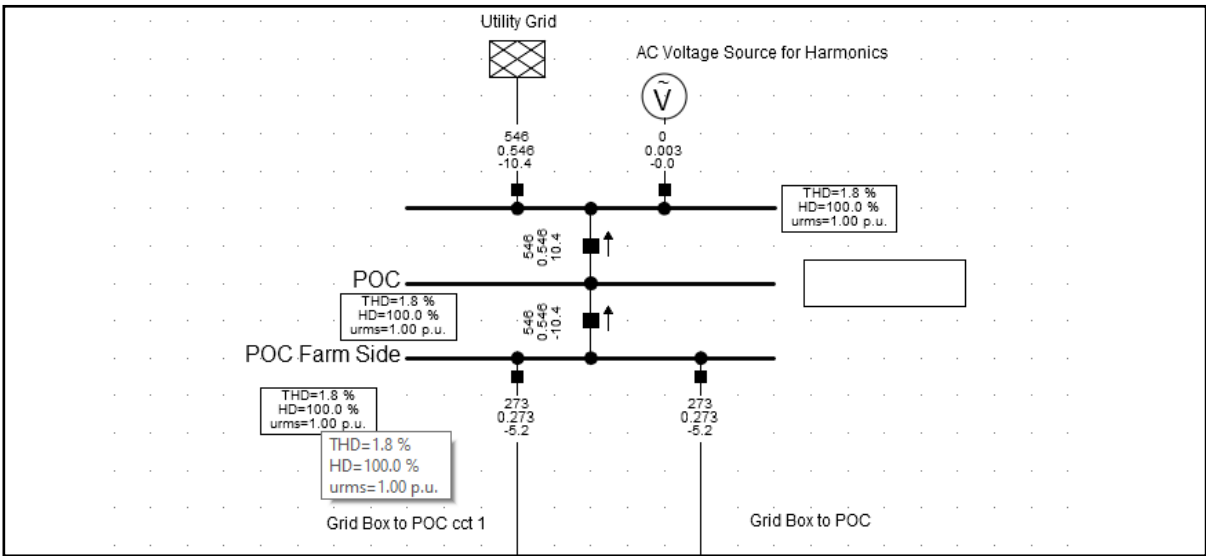 Utility Grid
AC Voltage Source for Harmonics
~
V
546
0.546
-10.4
0
0.003
-0.0
THD=1.8 %
HD=100.0 %
urms=1.00 p.u.
546
0.546
10.4
POC
THD=1.8 %
HD=100.0 %
urms=1.00 p.u.
546
0.546
-10.4
POC Farm Side
THD=1.8 %
HD=100.0 %
urms=1.00 p.u.
273
0.273
-5.2
273
0.273
-5.2
THD=1.8 %
HD=100.0 %
urms=1.00 p.u.
Grid Box to POC cct 1
Grid Box to POC